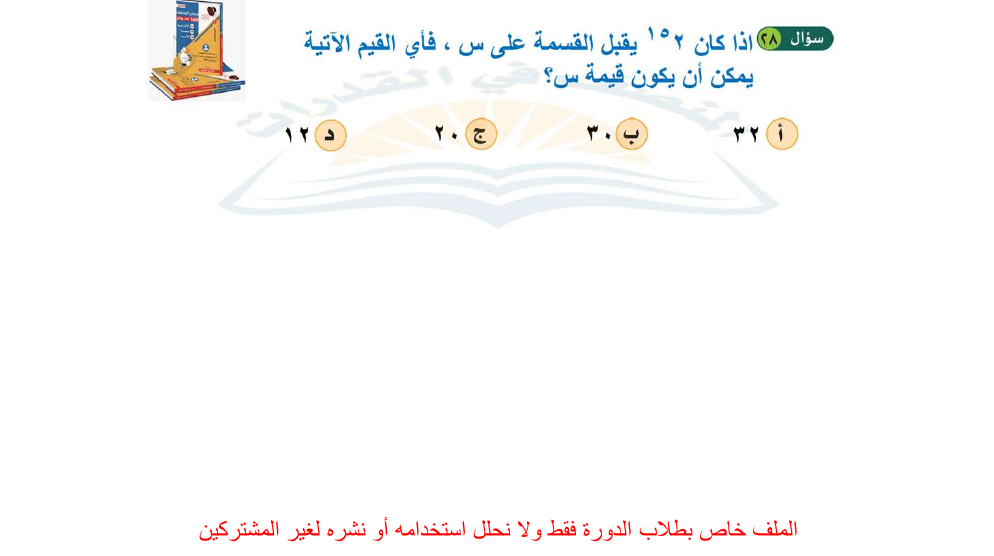 سؤال ٢٨ اذا كان ٢^١٥ يقبل القسمة على س ، فأي القيم الآتية
يمكن أن يكون قيمة س؟
أ ٣٢ ب ٣٠ ج ٢٠ د ١٢
الملف خاص بطلاب الدورة فقط ولا نحلل استخدامه أو نشره لغير المشتركين